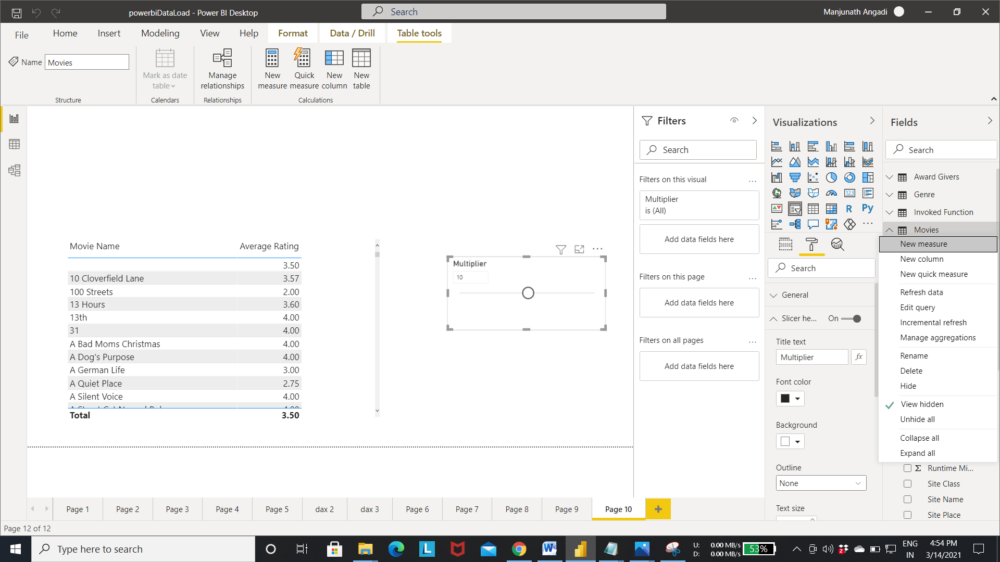 powerbiDataLoad - Power BI Desktop
Search
Manjunath Angadi
File
Home
Insert
Modeling
View
Help
Format
Data / Drill
Table tools
Name
Movies
Mark as date
table
Manage
relationships
New
measure
Quick
measure
New
column
New
table
Structure
Calendars
Relationships
Calculations
Movie Name Average Rating
3.50
10 Cloverfield Lane 3.57
100 Streets 2.00
13 Hours 3.60
13th 4.00
31 4.00
A Bad Moms Christmas 4.00
A Dog's Purpose 4.00
A German Life 3.00
A Quiet Place 2.75
A Silent Voice 4.00
Total 3.50
Multiplier
10
Filters
Search
Filters on this visual ...
Multiplier
is (All)
Add data fields here
Filters on this page ...
Add data fields here
Filters on all pages ...
Add data fields here
Visualizations
123
R
Py
...
Search
General
Slicer he... On
Title text
Multiplier
fx
Font color
Background
Outline
None
Text size
Fields
Search
Award Givers
Genre
Invoked Function
Movies
New measure
New column
New quick measure
Refresh data
Edit query
Incremental refresh
Manage aggregations
Rename
Delete
Hide
View hidden
Unhide all
Collapse all
Expand all
Σ Runtime Mi...
Site Class
Site Name
Site Place
Page 1
Page 2
Page 3
Page 4
Page 5
dax 2
dax 3
Page 6
Page 7
Page 8
Page 9
Page 10
+
Page 12 of 12
Type here to search
L
W
U: 0.00 MB/s
D: 0.00 MB/s
53%
2
ENG
IN
4:54 PM
3/14/2021